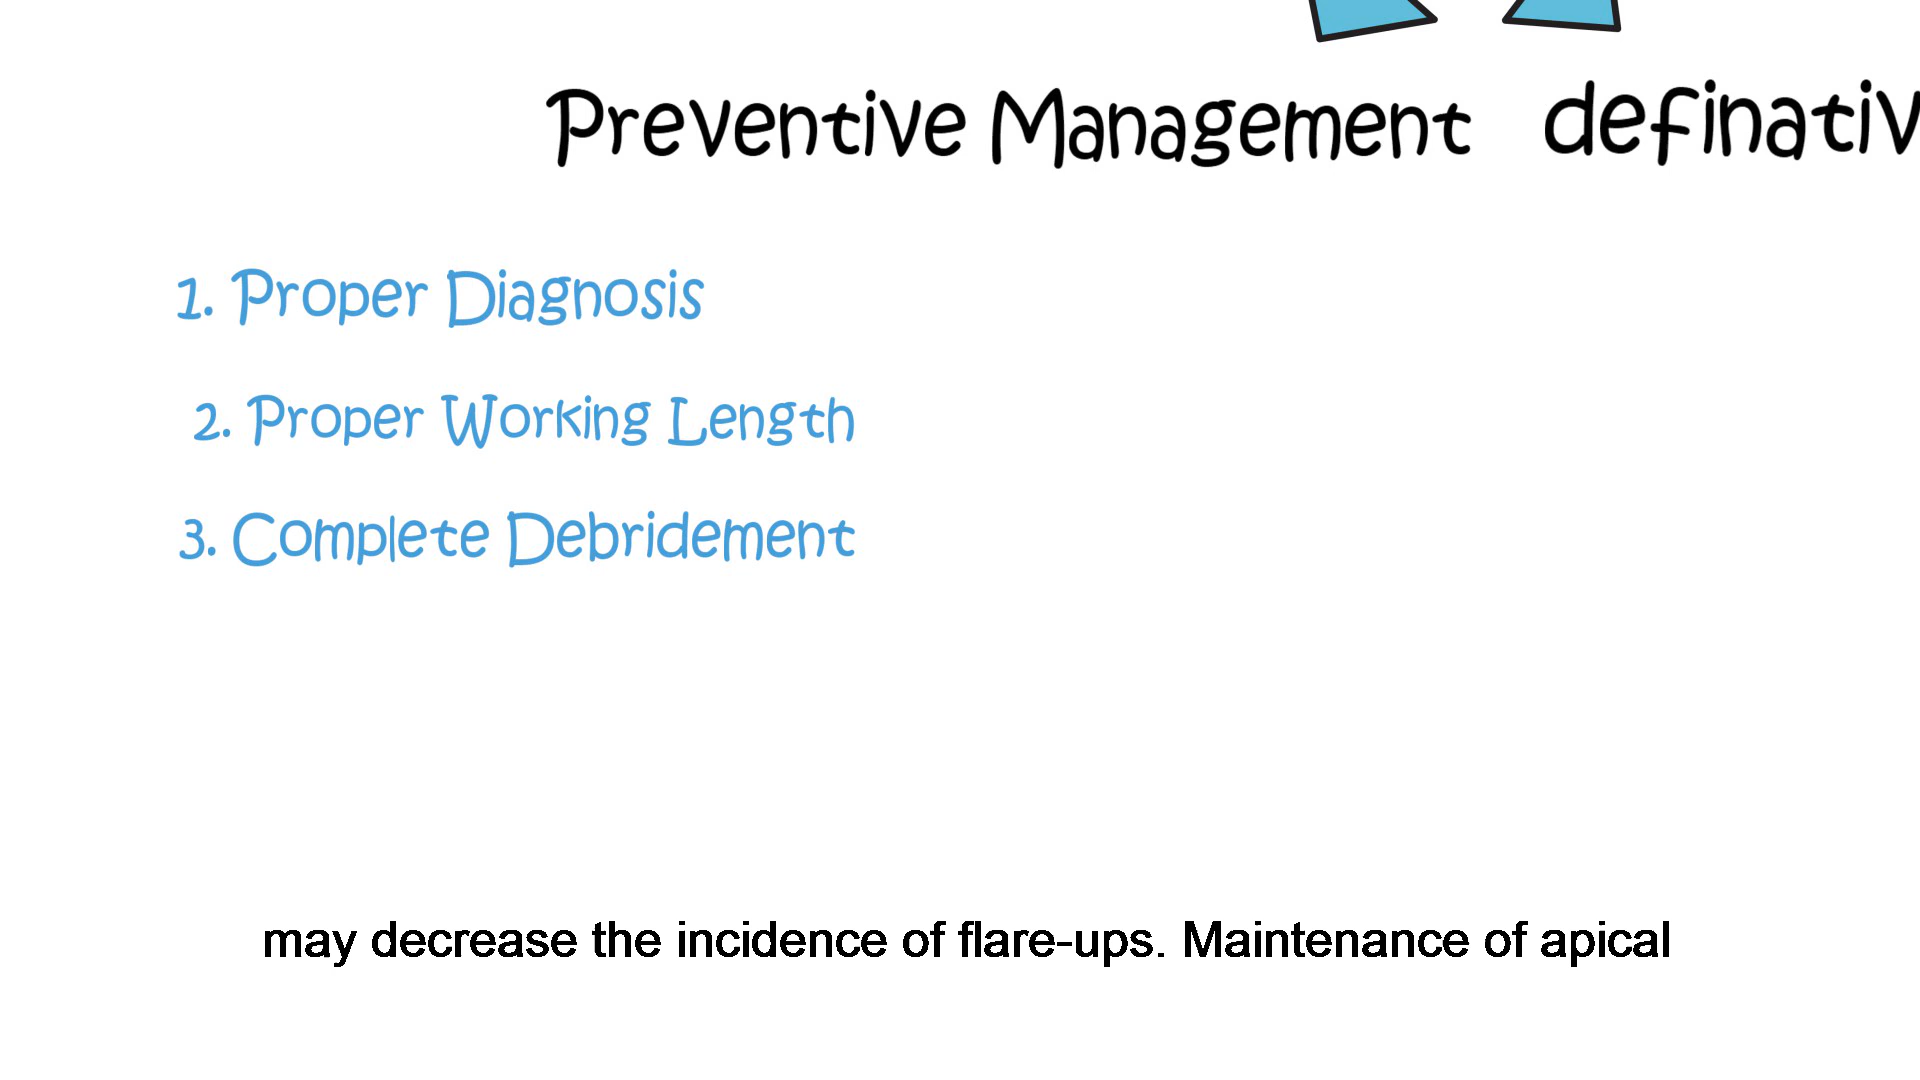 Preventive Management definativ
1. Proper Diagnosis
2. Proper Working Length
3. Complete Debridement
may decrease the incidence of flare-ups. Maintenance of apical